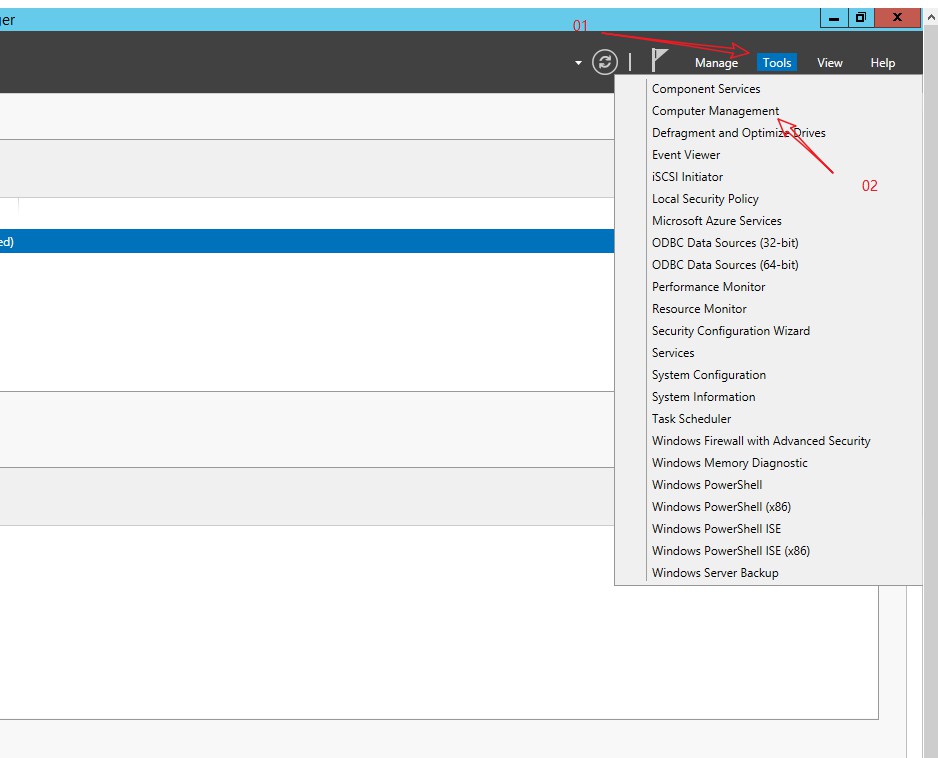 ger
01
Manage Tools View Help
Component Services
Computer Management
Defragment and Optimize Drives
Event Viewer
iSCSI Initiator
02
Local Security Policy
Microsoft Azure Services
ed)
ODBC Data Sources (32-bit)
ODBC Data Sources (64-bit)
Performance Monitor
Resource Monitor
Security Configuration Wizard
Services
System Configuration
System Information
Task Scheduler
Windows Firewall with Advanced Security
Windows Memory Diagnostic
Windows PowerShell
Windows PowerShell (x86)
Windows PowerShell ISE
Windows PowerShell ISE (x86)
Windows Server Backup